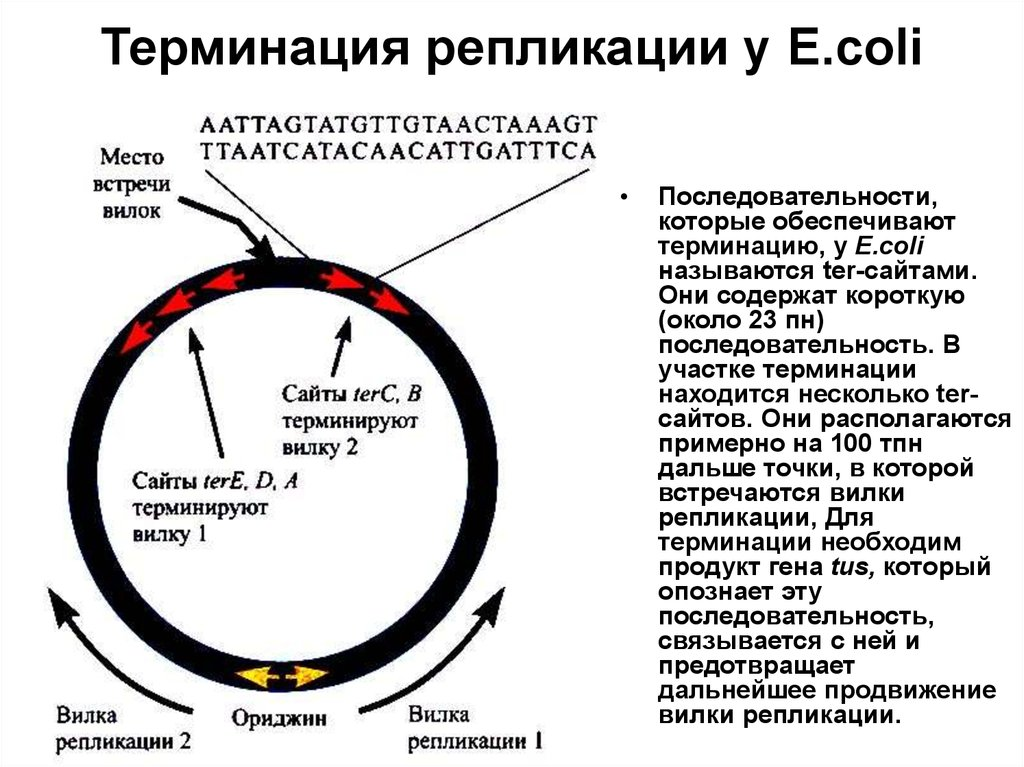 Терминация репликации у E.coli
AATTAGTATGTTGTAACTAAAGT
TTAATCATACAACATTGATTTCA
Место
встречи
вилок
Сайты terC, B
терминируют
вилку 2
Сайты terE, D, A
терминируют
вилку 1
Вилка
репликации 2
Ориджин
Вилка
репликации 1
• Последовательности,
которые обеспечивают
терминацию, у E.coli
называются ter-сайтами.
Они содержат короткую
(около 23 пн)
последовательность. В
участке терминации
находится несколько ter-
сайтов. Они располагаются
примерно на 100 тпн
дальше точки, в которой
встречаются вилки
репликации, Для
терминации необходим
продукт гена tus, который
опознает эту
последовательность,
связывается с ней и
предотвращает
дальнейшее продвижение
вилки репликации.